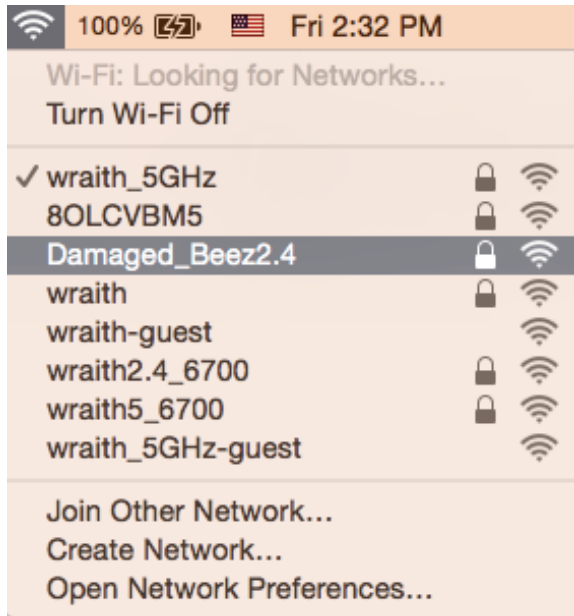 100% Fri 2:32 PM
Wi-Fi: Looking for Networks...
Turn Wi-Fi Off
wraith_5GHz
8OLCVBM5
Damaged_Beez2.4
wraith
wraith-guest
wraith2.4_6700
wraith5_6700
wraith_5GHz-guest
Join Other Network...
Create Network...
Open Network Preferences...